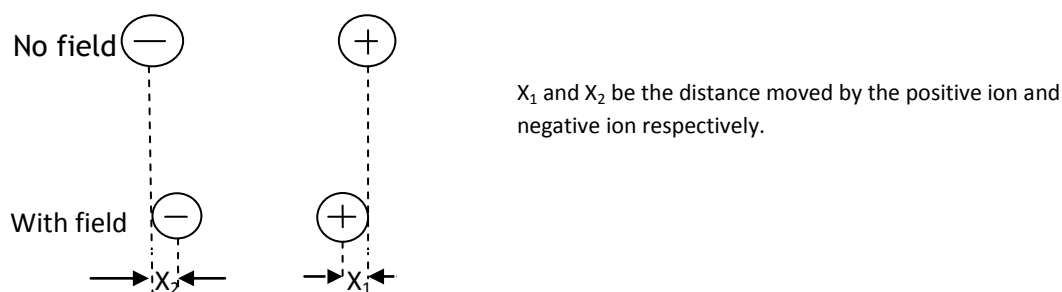 No field − +
X₁ and X₂ be the distance moved by the positive ion and
negative ion respectively.
With field − +
X₂ X₁